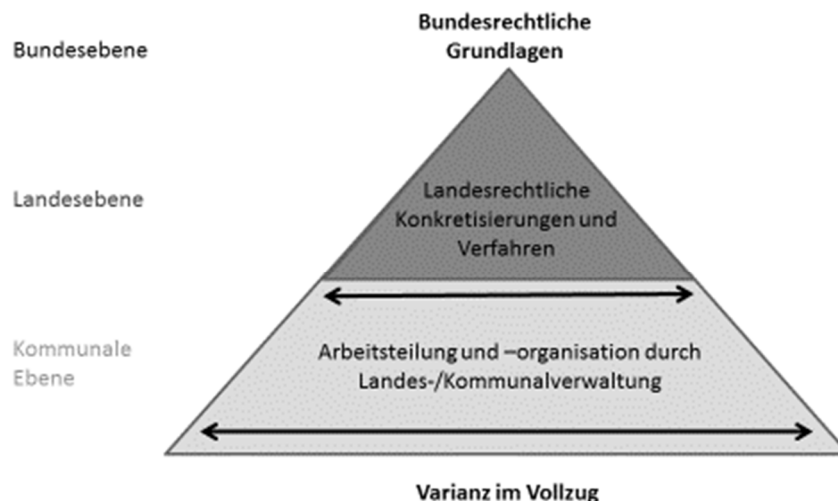 Bundesebene
Bundesrechtliche
Grundlagen
Landesebene
Landesrechtliche
Konkretisierungen und
Verfahren
Kommunale
Ebene
Arbeitsteilung und –organisation durch
Landes-/Kommunalverwaltung
Varianz im Vollzug